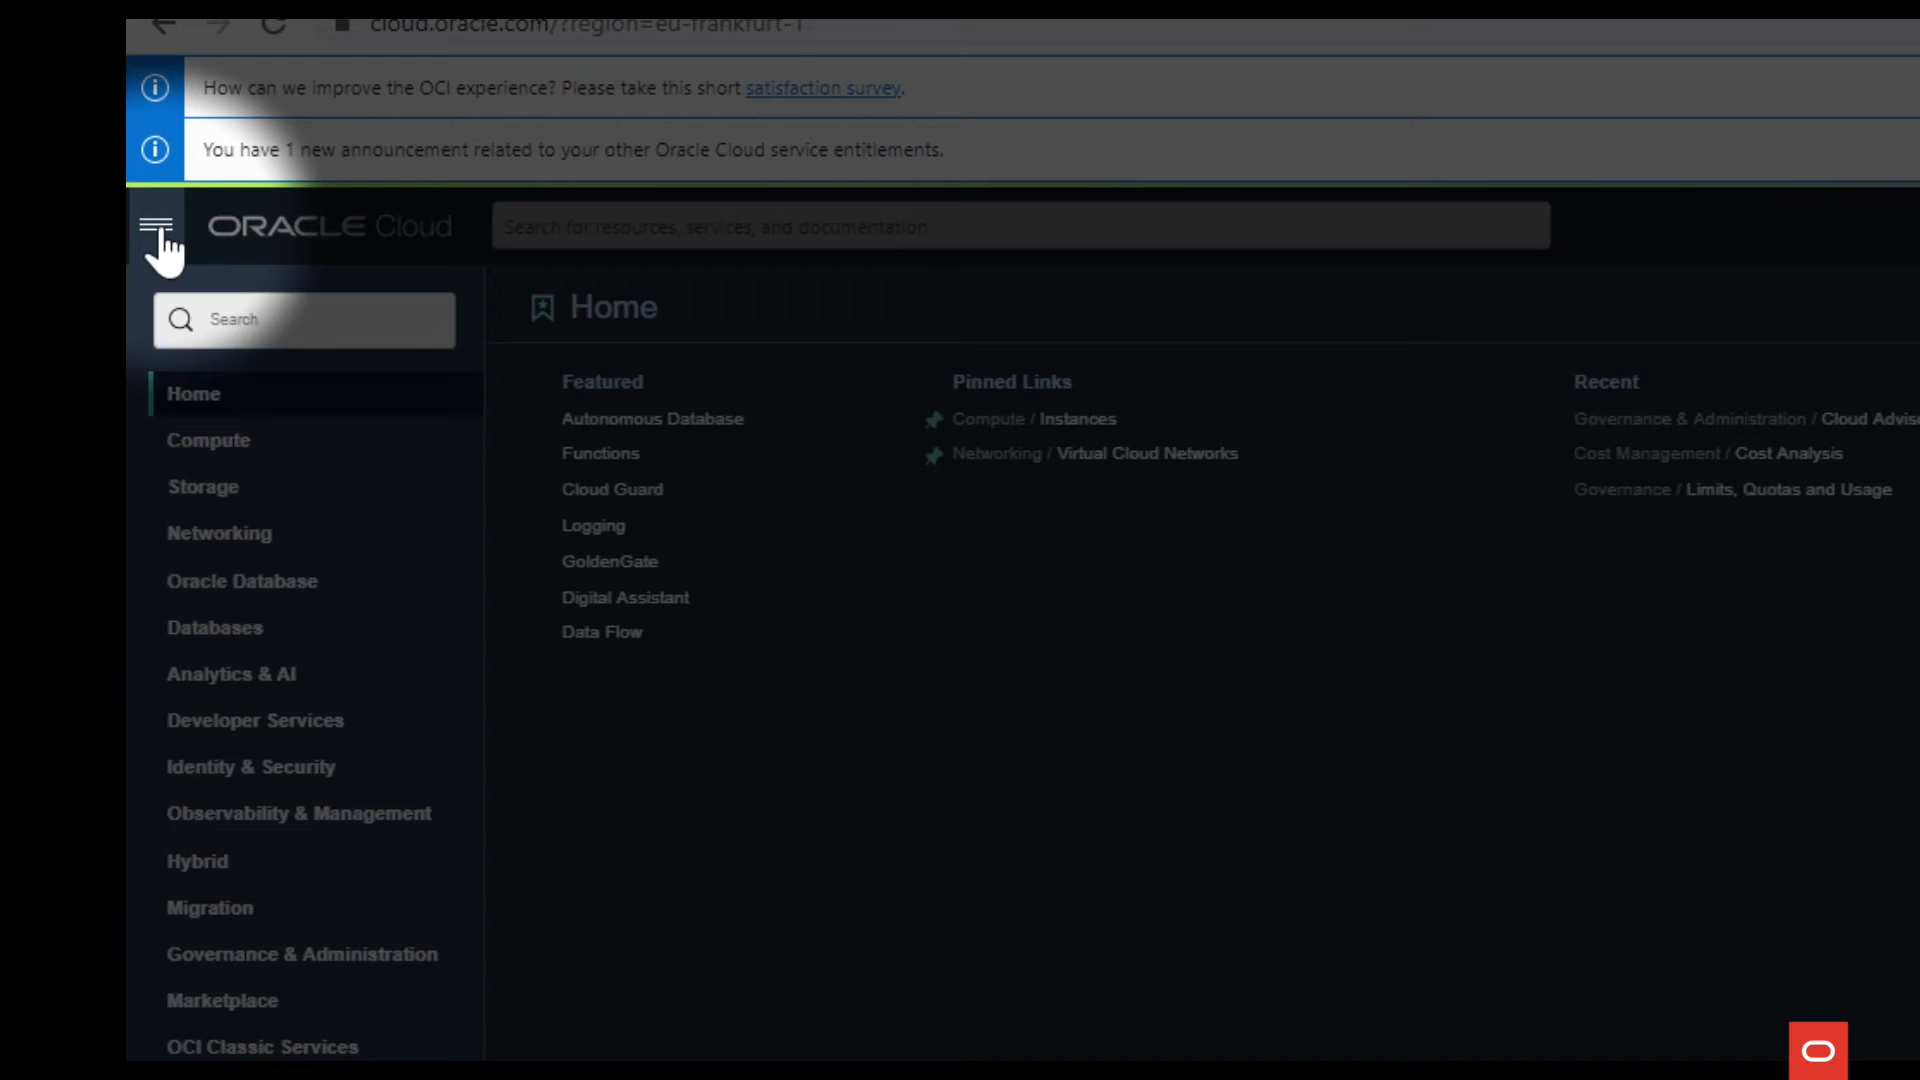 cloud.oracle.com/?region=eu-frankfurt-1
How can we improve the OCI experience? Please take this short satisfaction survey.
You have 1 new announcement related to your other Oracle Cloud service entitlements.
ORACLE Cloud
Search for resources, services, and documentation
Search
Home
Compute
Storage
Networking
Oracle Database
Databases
Analytics & AI
Developer Services
Identity & Security
Observability & Management
Hybrid
Migration
Governance & Administration
Marketplace
OCI Classic Services
Home
Featured
Autonomous Database
Functions
Cloud Guard
Logging
GoldenGate
Digital Assistant
Data Flow
Pinned Links
Compute / Instances
Networking / Virtual Cloud Networks
Recent
Governance & Administration / Cloud
Cost Management / Cost Analysis
Governance / Limits, Quotas and Usage